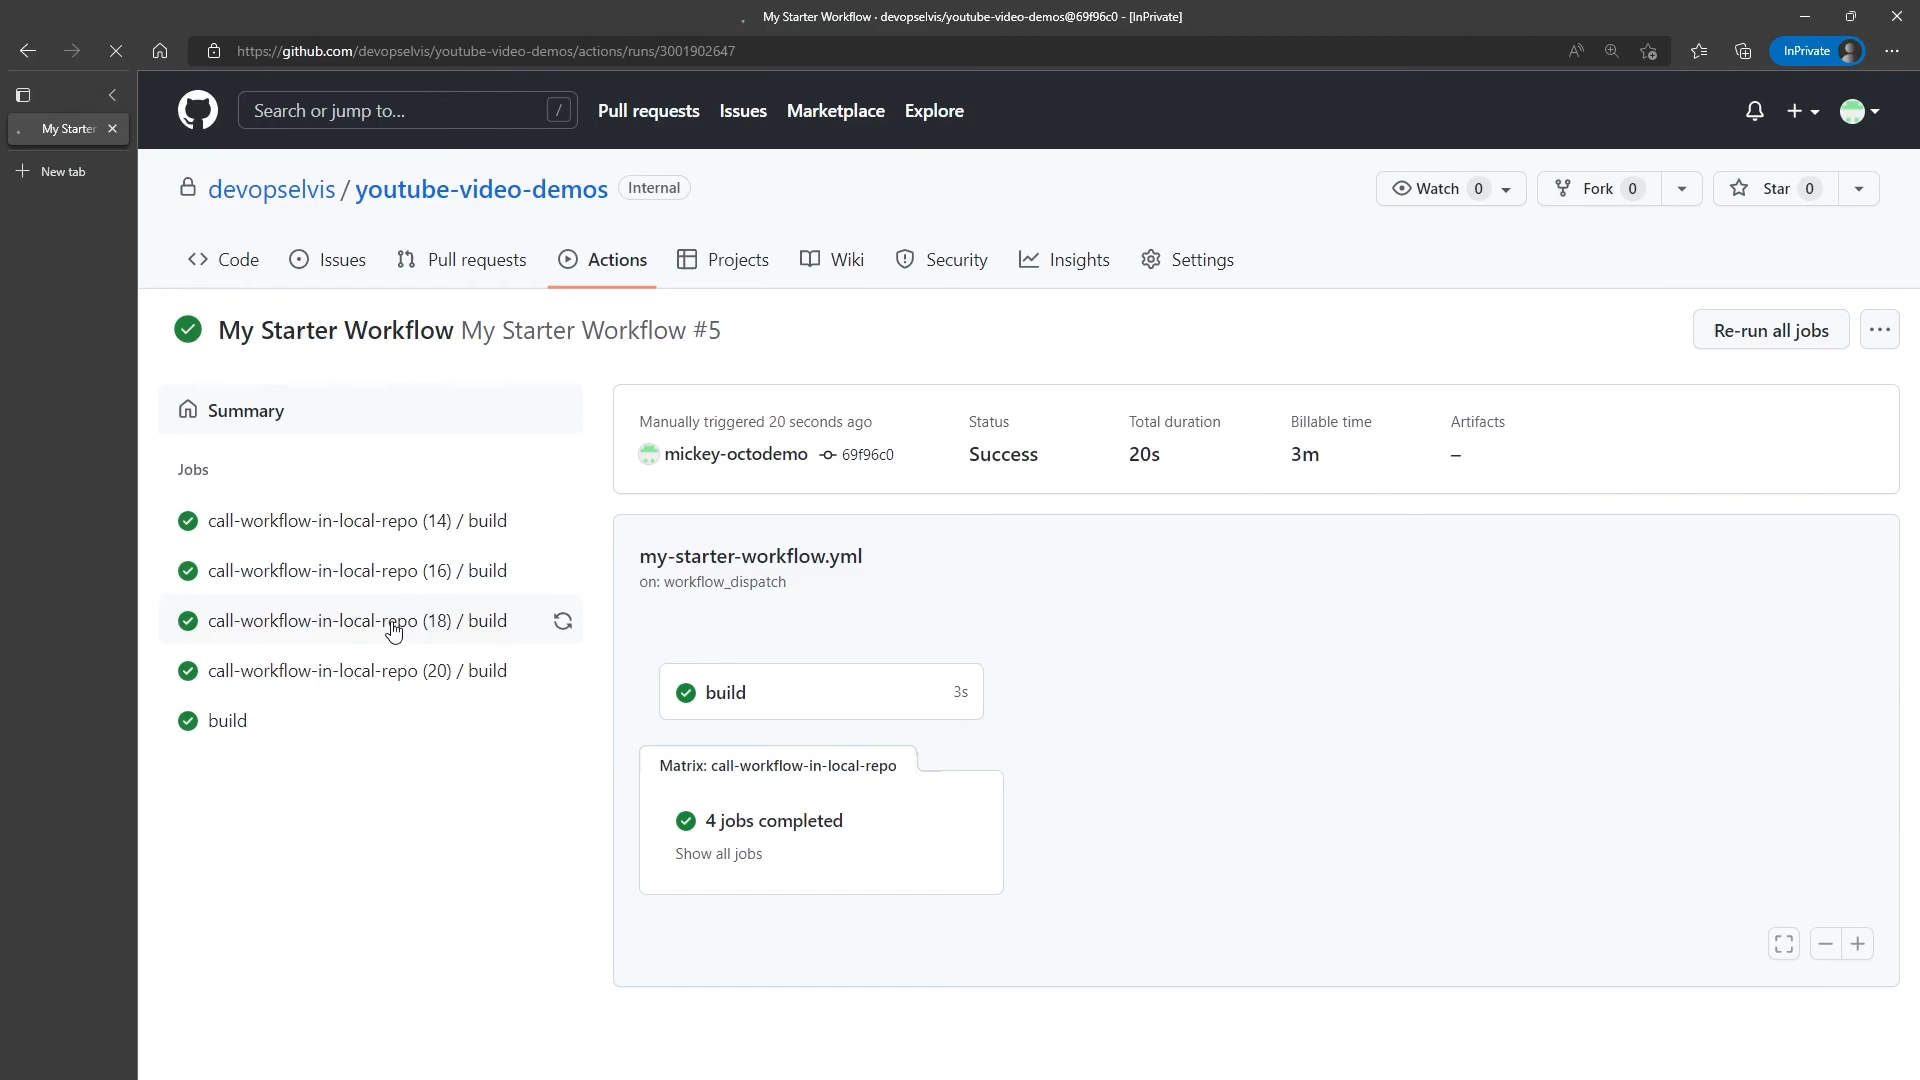 My Starter Workflow · devopselvis/youtube-video-demos@69f96c0 - [InPrivate]
https://github.com/devopselvis/youtube-video-demos/actions/runs/3001902647
InPrivate
My Starter
New tab
Search or jump to... /
Pull requests Issues Marketplace Explore
devopselvis / youtube-video-demos Internal
Watch 0 Fork 0 Star 0
Code Issues Pull requests Actions Projects Wiki Security Insights Settings
My Starter Workflow My Starter Workflow #5
Re-run all jobs
Summary
Jobs
call-workflow-in-local-repo (14) / build
call-workflow-in-local-repo (16) / build
call-workflow-in-local-repo (18) / build
call-workflow-in-local-repo (20) / build
build
Manually triggered 20 seconds ago Status Total duration Billable time Artifacts
mickey-octodemo 69f96c0 Success 20s 3m –
my-starter-workflow.yml
on: workflow_dispatch
build 3s
Matrix: call-workflow-in-local-repo
4 jobs completed
Show all jobs